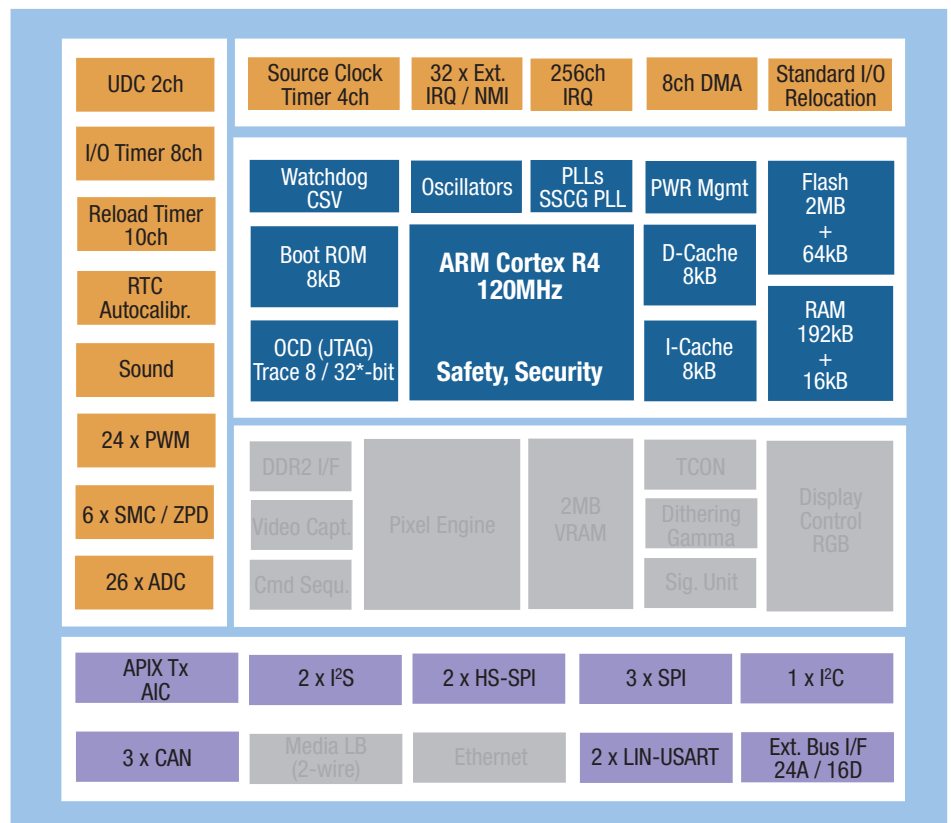 UDC 2ch
I/O Timer 8ch
Reload Timer
10ch
RTC
Autocalibr.
Sound
24 x PWM
6 x SMC / ZPD
26 x ADC
Source Clock
Timer 4ch
32 x Ext.
IRQ / NMI
256ch
IRQ
8ch DMA
Standard I/O
Relocation
Watchdog
CSV
Oscillators
PLLs
SSCG PLL
PWR Mgmt
Flash
2MB
+
64kB
Boot ROM
8kB
ARM Cortex R4
120MHz
Safety, Security
D-Cache
8kB
RAM
192kB
+
16kB
OCD (JTAG)
Trace 8 / 32*-bit
I-Cache
8kB
DDR2 I/F
Video Capt.
Cmd Sequ.
Pixel Engine
2MB
VRAM
TCON
Dithering
Gamma
Sig. Unit
Display
Control
RGB
APIX Tx
AIC
2 x I²S
2 x HS-SPI
3 x SPI
1 x I²C
3 x CAN
Media LB
(2-wire)
Ethernet
2 x LIN-USART
Ext. Bus I/F
24A / 16D